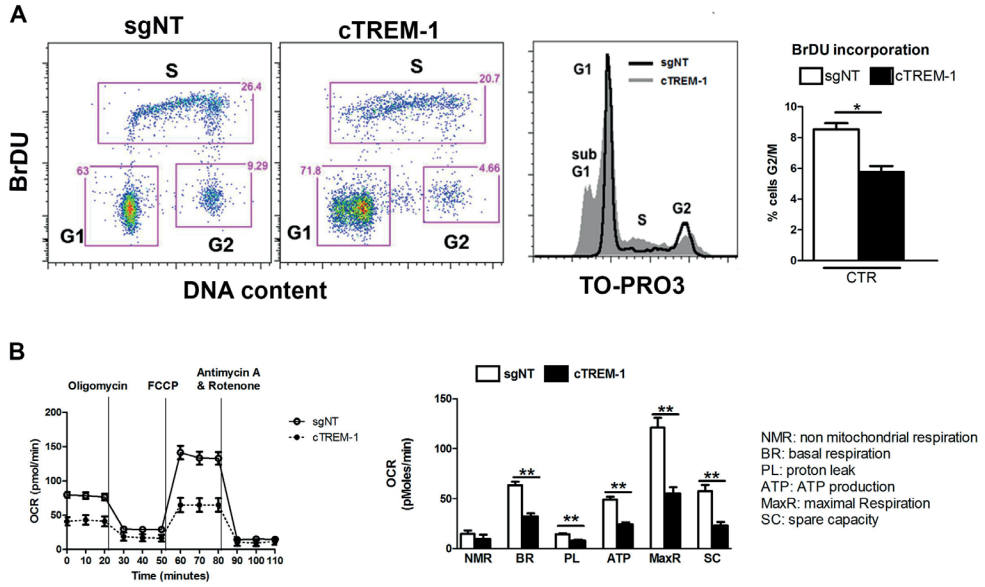 A
sgNT
cTREM-1
BrDU
S
26.4
63
9.29
G1
G2
S
20.7
71.8
4.66
G1
G2
DNA content
G1
sgNT
cTREM-1
sub
G1
S
G2
TO-PRO3
BrDU incorporation
sgNT
cTREM-1
% cells G2/M
10
8
6
4
2
0
*
CTR
B
Oligomycin
FCCP
Antimycin A
& Rotenone
OCR (pmol/min)
200
150
100
50
0
0 10 20 30 40 50 60 70 80 90 100 110
Time (minutes)
sgNT
cTREM-1
sgNT
cTREM-1
OCR
(pMoles/min)
150
100
50
0
**
**
**
**
**
NMR BR PL ATP MaxR SC
NMR: non mitochondrial respiration
BR: basal respiration
PL: proton leak
ATP: ATP production
MaxR: maximal Respiration
SC: spare capacity